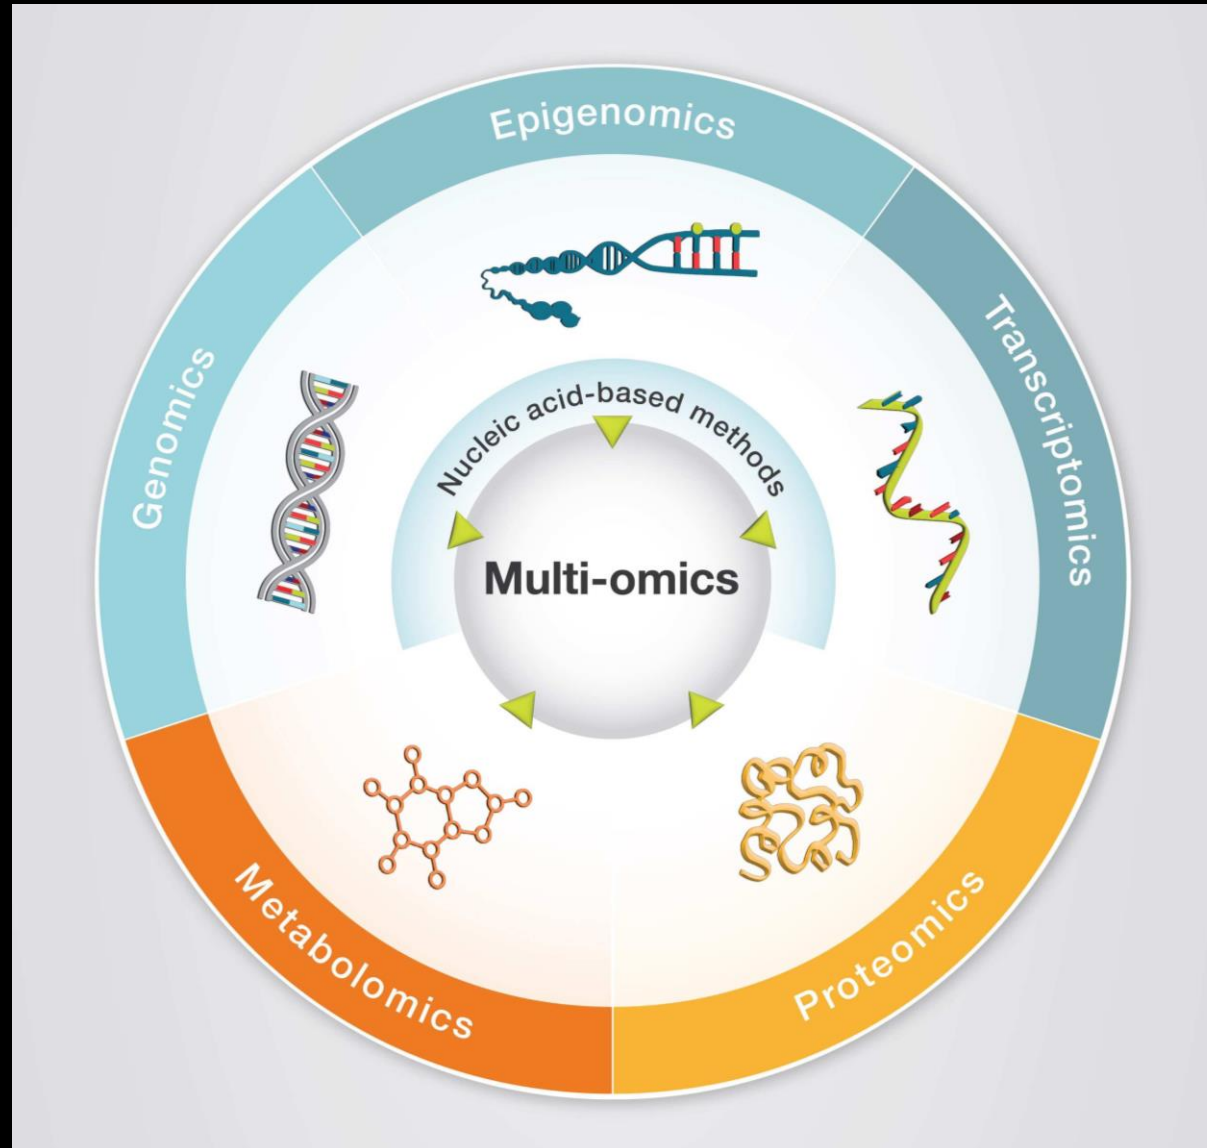 Epigenomics
Genomics
Transcriptomics
Nucleic acid-based methods
Multi-omics
Metabolomics
Proteomics